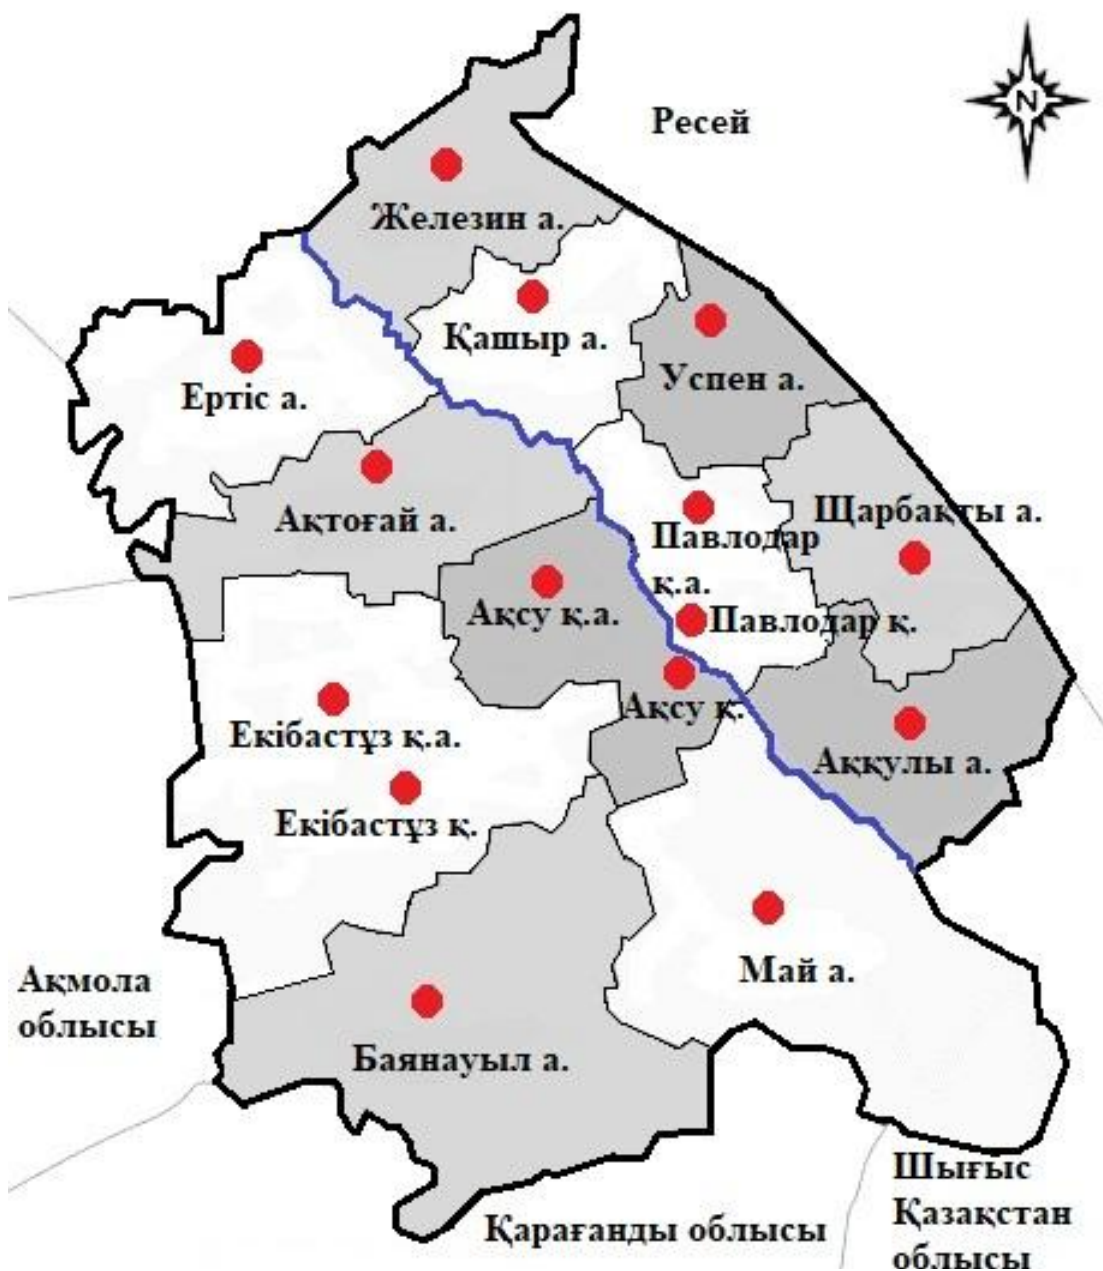 N
Ресей
Железин а.
Қашыр а.
Успен а.
Ертіс а.
Ақтоғай а.
Щарбақты а.
Павлодар
қ.а.
Ақсу қ.а.
Павлодар қ.
Ақсу қ.
Екібастұз қ.а.
Аққулы а.
Екібастұз қ.
Май а.
Ақмола
облысы
Баянауыл а.
Шығыс
Қазақстан
облысы
Қарағанды облысы